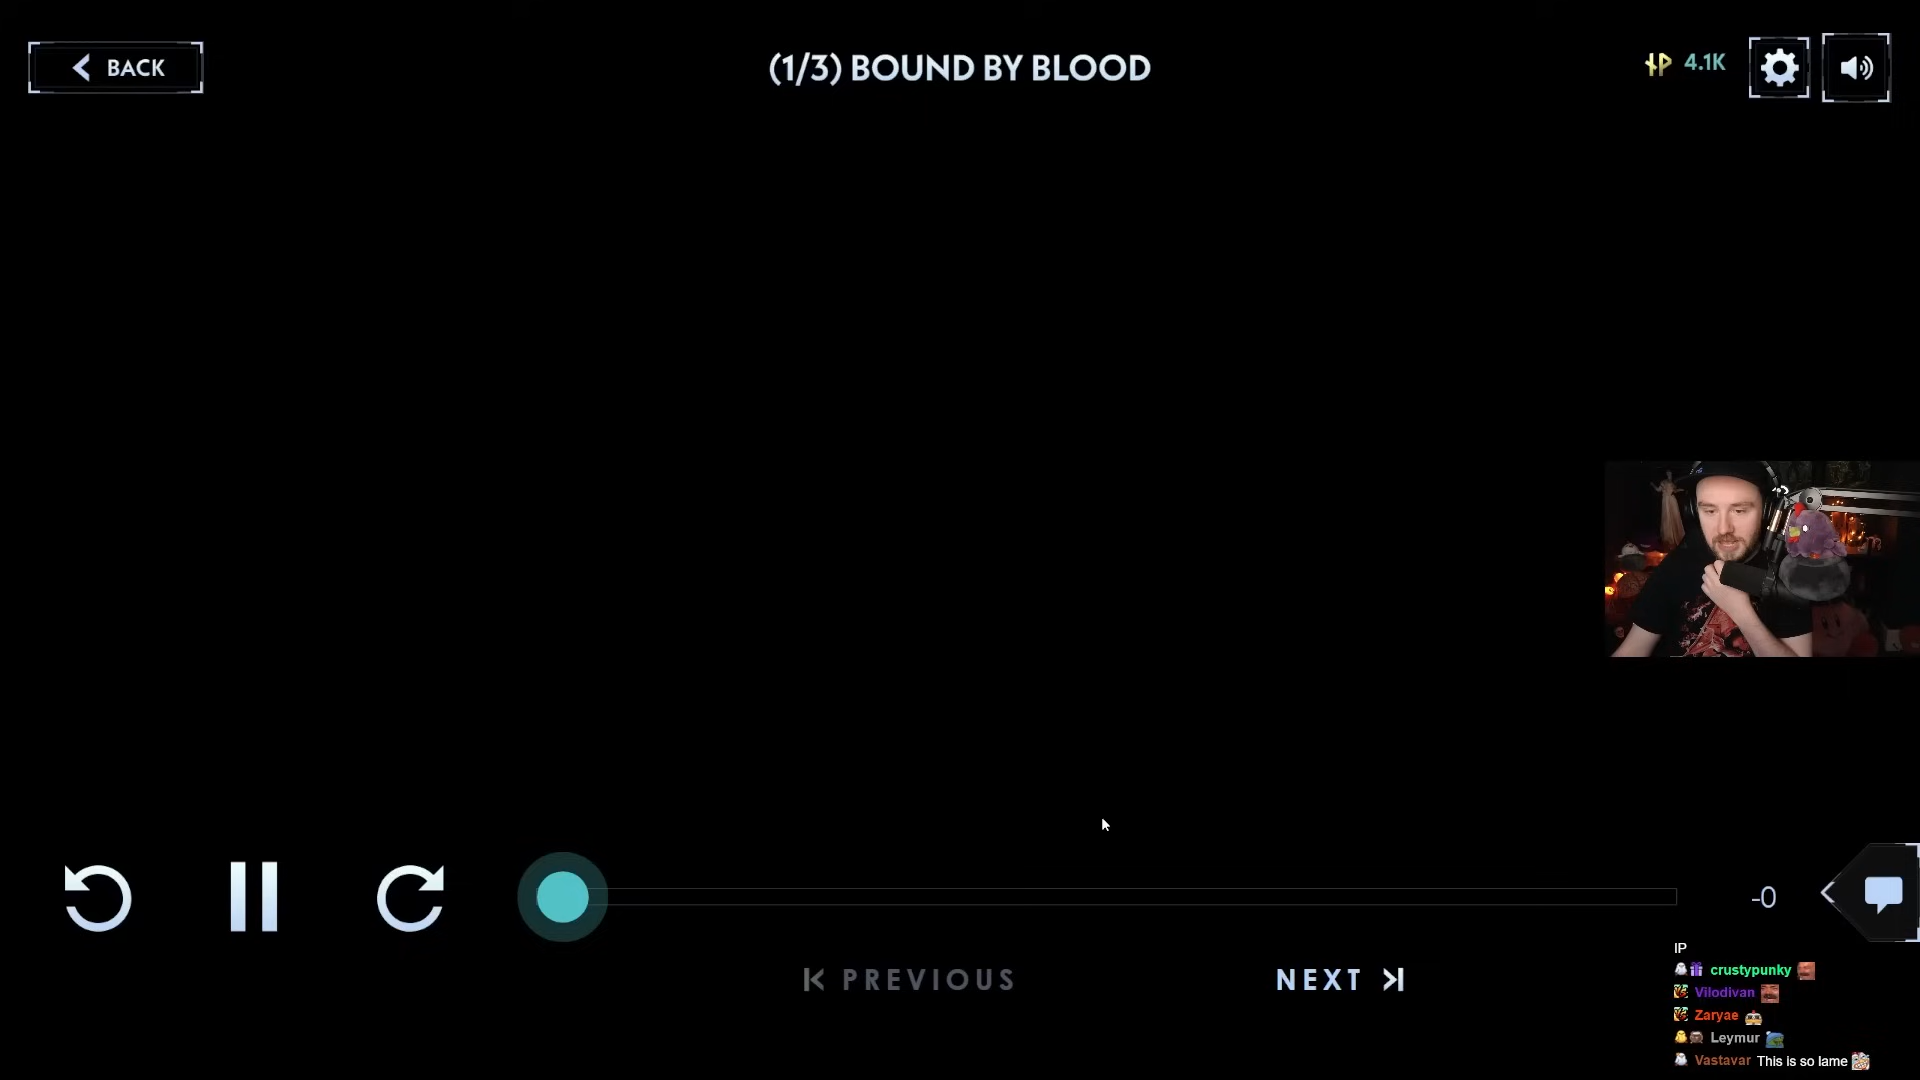 BACK
(1/3) BOUND BY BLOOD
4.1K
-0
PREVIOUS
NEXT
IP
crustypunky
Vilodivan
Zaryae
Leymur
Vastavar This is so lame